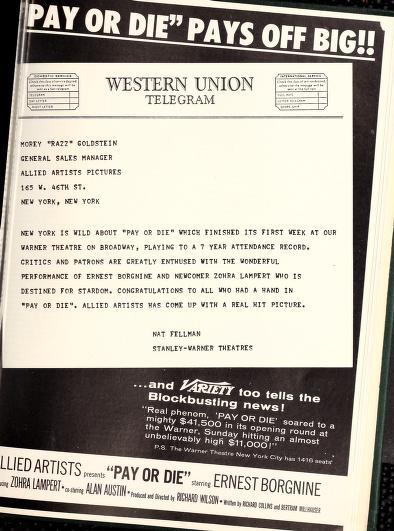 PAY OR DIE" PAYS OFF BIG!!
DOMESTIC SERVICE
INTERNATIONAL SERVICE
WESTERN UNION
TELEGRAM
MOREY "RAZZ" GOLDSTEIN
GENERAL SALES MANAGER
ALLIED ARTISTS PICTURES
165 W. 46TH ST.
NEW YORK, NEW YORK
NEW YORK IS WILD ABOUT "PAY OR DIE" WHICH FINISHED ITS FIRST WEEK AT OUR
WARNER THEATRE ON BROADWAY, PLAYING TO A 7 YEAR ATTENDANCE RECORD.
CRITICS AND PATRONS ARE GREATLY ENTHUSED WITH THE WONDERFUL
PERFORMANCE OF ERNEST BORGNINE AND NEWCOMER ZOHRA LAMPERT WHO IS
DESTINED FOR STARDOM. CONGRATULATIONS TO ALL WHO HAD A HAND IN
"PAY OR DIE". ALLIED ARTISTS HAS COME UP WITH A REAL HIT PICTURE.
NAT FELLMAN
STANLEY-WARNER THEATRES
...and VARIETY too tells the
Blockbusting news!
"Real phenom, 'PAY OR DIE' soared to a
mighty $41,500 in its opening round at
the Warner, Sunday hitting an almost
unbelievably high $11,000!"
P.S. The Warner Theatre New York City has 1416 seats!
LLIED ARTISTS presents "PAY OR DIE" starring ERNEST BORGNINE
ZOHRA LAMPERT • co-starring ALAN AUSTIN • Produced and Directed by RICHARD WILSON • Written by RICHARD COLLINS and BERTRAM MILLHAUSER